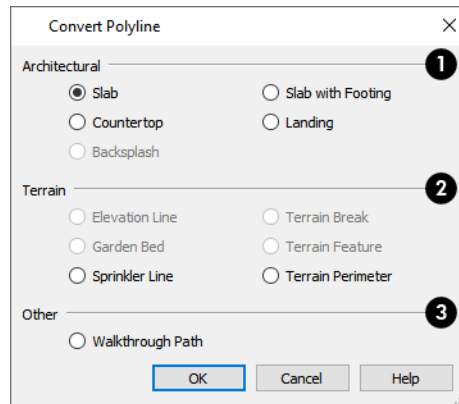 Convert Polyline
Architectural 1
Slab Slab with Footing
Countertop Landing
Backsplash
Terrain 2
Elevation Line Terrain Break
Garden Bed Terrain Feature
Sprinkler Line Terrain Perimeter
Other 3
Walkthrough Path
OK Cancel Help